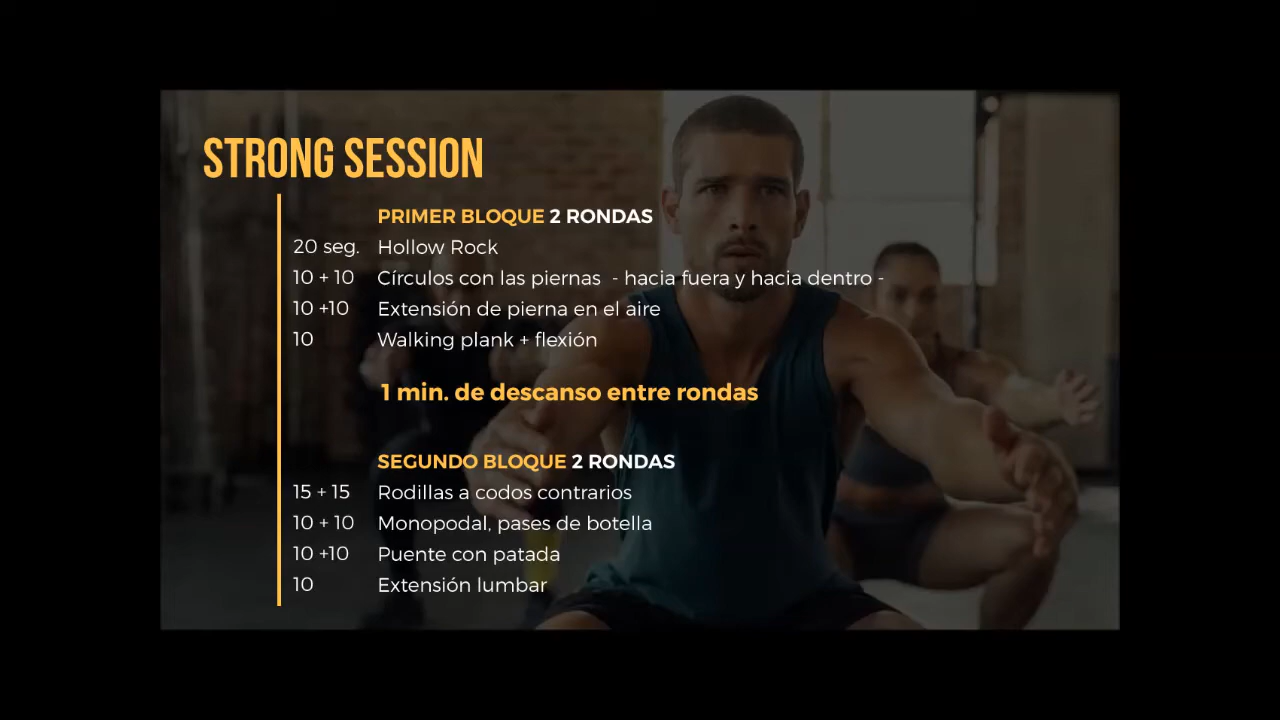 STRONG SESSION
PRIMER BLOQUE 2 RONDAS
20 seg. Hollow Rock
10 + 10 Círculos con las piernas - hacia fuera y hacia dentro -
10 +10 Extensión de pierna en el aire
10 Walking plank + flexión
1 min. de descanso entre rondas
SEGUNDO BLOQUE 2 RONDAS
15 + 15 Rodillas a codos contrarios
10 + 10 Monopodal, pases de botella
10 +10 Puente con patada
10 Extensión lumbar